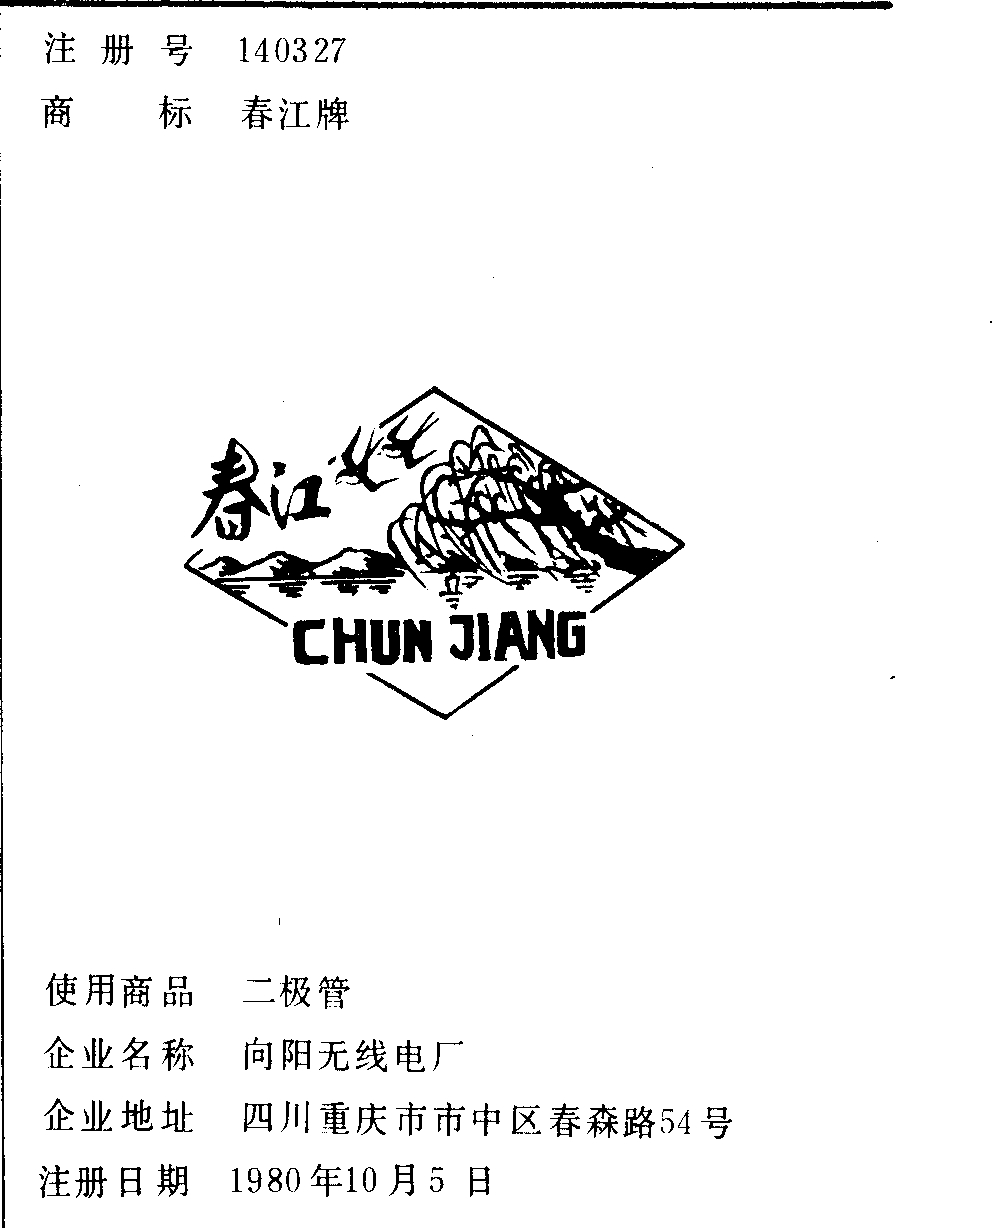 注册号 140327
商标 春江牌
春江
CHUN JIANG
使用商品 二极管
企业名称 向阳无线电厂
企业地址 四川重庆市市中区春森路54号
注册日期 1980年10月5日